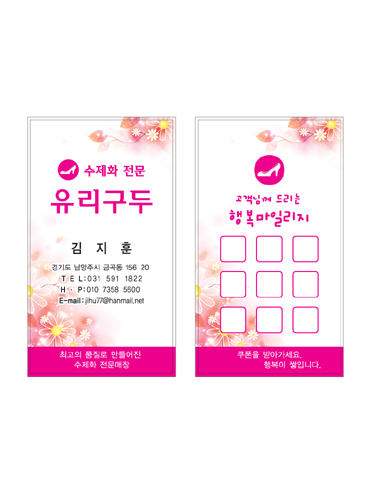 수제화 전문
유리구두
김 지 훈
경기도 남양주시 금곡동 156 20
T E L:031 591 1822
H · P:010 7358 5600
E-mail:jihu77@hanmail,net
최고의 품질로 만들어진
수제화 전문매장
고객님께 드리는
행복마일리지
쿠폰을 받아가세요.
행복이 쌓입니다.